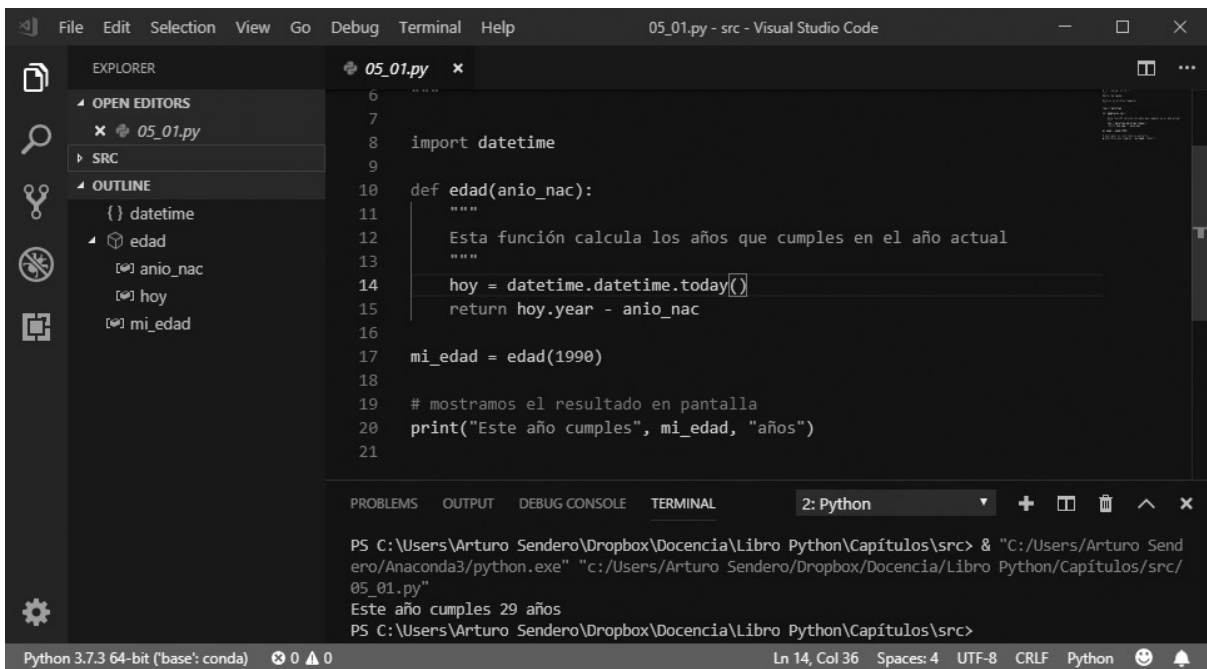 File Edit Selection View Go Debug Terminal Help 05_01.py - src - Visual Studio Code
EXPLORER
OPEN EDITORS
05_01.py
SRC
OUTLINE
{ } datetime
edad
anio_nac
hoy
mi_edad
05_01.py
6 """
7
8 import datetime
9
10 def edad(anio_nac):
11 """
12 Esta función calcula los años que cumples en el año actual
13 """
14 hoy = datetime.datetime.today()
15 return hoy.year - anio_nac
16
17 mi_edad = edad(1990)
18
19 # mostramos el resultado en pantalla
20 print("Este año cumples", mi_edad, "años")
21
PROBLEMS OUTPUT DEBUG CONSOLE TERMINAL 2: Python
PS C:\Users\Arturo Sendero\Dropbox\Docencia\Libro Python\Capítulos\src> & "C:/Users/Arturo Send
ero/Anaconda3/python.exe" "c:/Users/Arturo Sendero/Dropbox/Docencia/Libro Python/Capítulos/src/
05_01.py"
Este año cumples 29 años
PS C:\Users\Arturo Sendero\Dropbox\Docencia\Libro Python\Capítulos\src>
Python 3.7.3 64-bit ('base': conda) 0 0 Ln 14, Col 36 Spaces: 4 UTF-8 CRLF Python